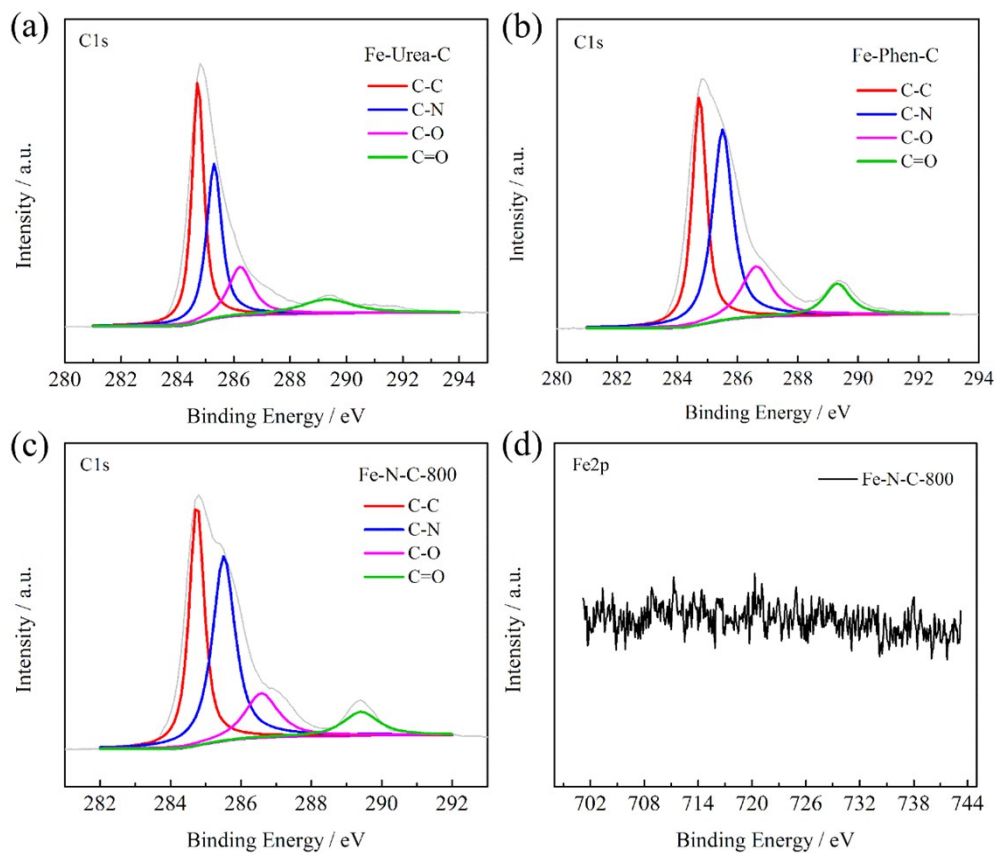 (a)
C1s
Fe-Urea-C
C-C
C-N
C-O
C=O
Intensity / a.u.
280 282 284 286 288 290 292 294
Binding Energy / eV
(b)
C1s
Fe-Phen-C
C-C
C-N
C-O
C=O
Intensity / a.u.
280 282 284 286 288 290 292 294
Binding Energy / eV
(c)
C1s
Fe-N-C-800
C-C
C-N
C-O
C=O
Intensity / a.u.
282 284 286 288 290 292
Binding Energy / eV
(d)
Fe2p
Fe-N-C-800
Intensity / a.u.
702 708 714 720 726 732 738 744
Binding Energy / eV